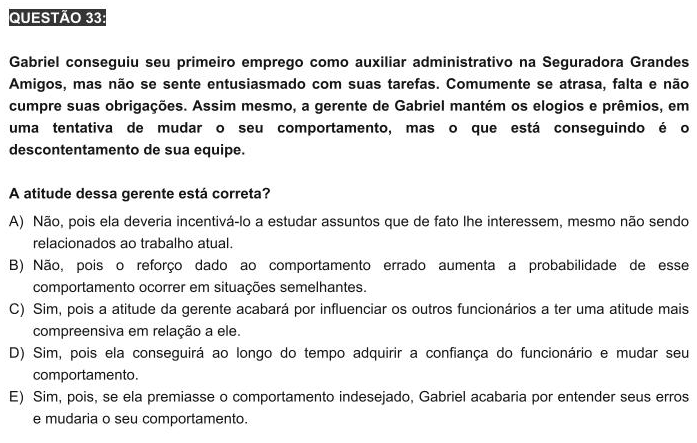 QUESTÃO 33:
Gabriel conseguiu seu primeiro emprego como auxiliar administrativo na Seguradora Grandes
Amigos, mas não se sente entusiasmado com suas tarefas. Comumente se atrasa, falta e não
cumpre suas obrigações. Assim mesmo, a gerente de Gabriel mantém os elogios e prêmios, em
uma tentativa de mudar o seu comportamento, mas o que está conseguindo é o
descontentamento de sua equipe.
A atitude dessa gerente está correta?
A) Não, pois ela deveria incentivá-lo a estudar assuntos que de fato lhe interessem, mesmo não sendo
relacionados ao trabalho atual.
B) Não, pois o reforço dado ao comportamento errado aumenta a probabilidade de esse
comportamento ocorrer em situações semelhantes.
C) Sim, pois a atitude da gerente acabará por influenciar os outros funcionários a ter uma atitude mais
compreensiva em relação a ele.
D) Sim, pois ela conseguirá ao longo do tempo adquirir a confiança do funcionário e mudar seu
comportamento.
E) Sim, pois, se ela premiasse o comportamento indesejado, Gabriel acabaria por entender seus erros
e mudaria o seu comportamento.